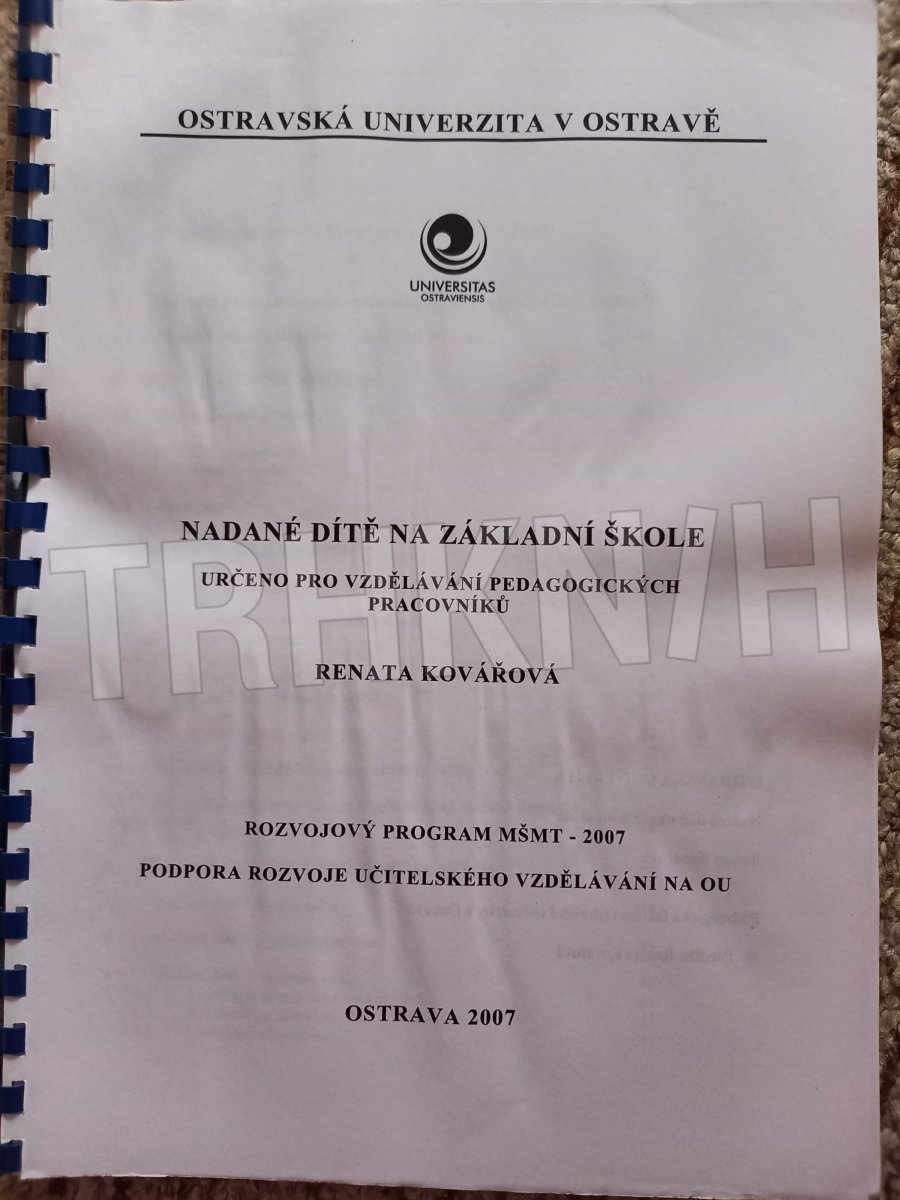 OSTRAVSKÁ UNIVERZITA V OSTRAVĚ
UNIVERSITAS
OSTRAVIENSIS
NADANÉ DÍTĚ NA ZÁKLADNÍ ŠKOLE
URČENO PRO VZDĚLÁVÁNÍ PEDAGOGICKÝCH
PRACOVNÍKŮ
TRHKNIH
RENATA KOVÁŘOVÁ
ROZVOJOVÝ PROGRAM MŠMT - 2007
PODPORA ROZVOJE UČITELSKÉHO VZDĚLÁVÁNÍ NA OU
OSTRAVA 2007